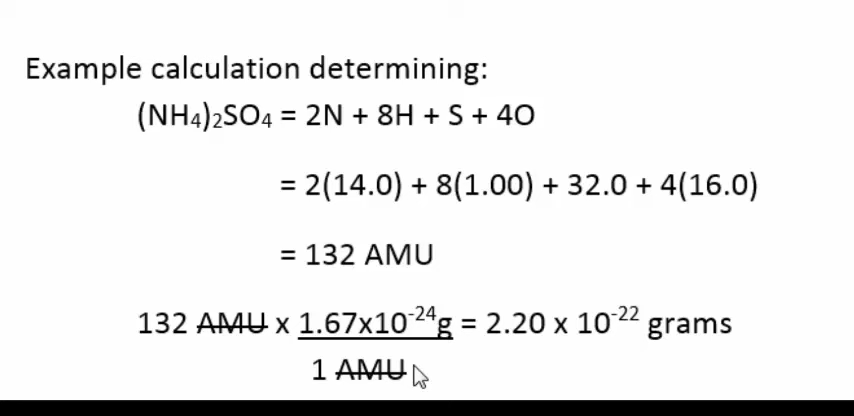 Example calculation determining:
(NH₄)₂SO₄ = 2N + 8H + S + 4O
= 2(14.0) + 8(1.00) + 32.0 + 4(16.0)
= 132 AMU
132 AMU x 1.67x10⁻²⁴g = 2.20 x 10⁻²² grams
1 AMU